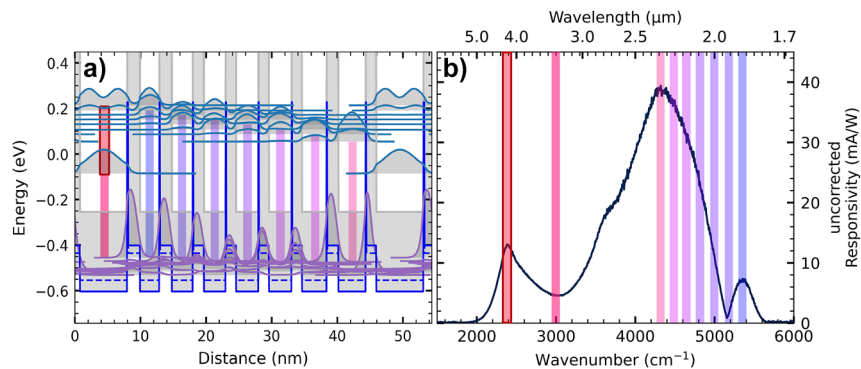 Wavelength (μm)
5.0 4.0 3.0 2.5 2.0 1.7
a)
b)
0.4
0.2
0.0
−0.2
−0.4
−0.6
Energy (eV)
0 10 20 30 40 50
Distance (nm)
40
30
20
10
0
uncorrected
Responsivity (mA/W)
2000 3000 4000 5000 6000
Wavenumber (cm⁻¹)